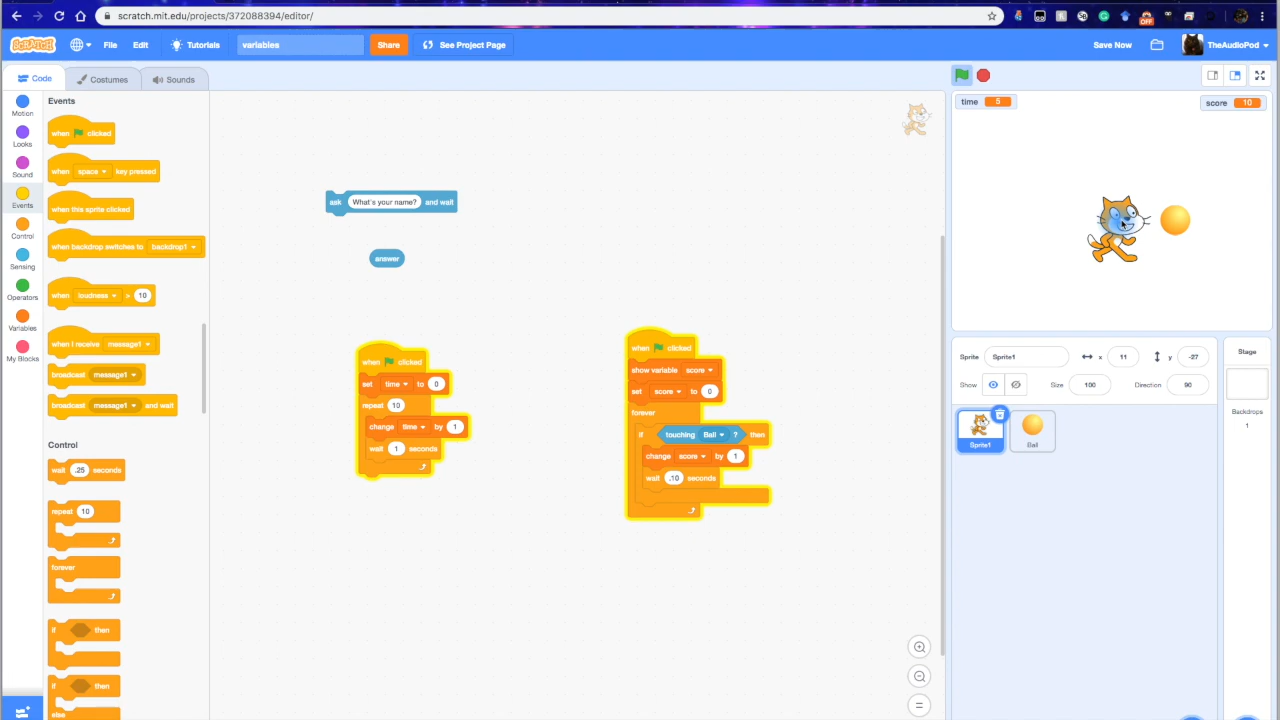 scratch.mit.edu/projects/372088394/editor/
OFF
SCRATCH
File
Edit
Tutorials
variables
Share
See Project Page
Save Now
TheAudioPod
Code
Costumes
Sounds
Motion
Looks
Sound
Events
Control
Sensing
Operators
Variables
My Blocks
Events
when clicked
when space key pressed
when this sprite clicked
when backdrop switches to backdrop1
when loudness > 10
when I receive message1
broadcast message1
broadcast message1 and wait
Control
wait .25 seconds
repeat 10
forever
if then
if then
else
ask What's your name? and wait
answer
when clicked
set time to 0
repeat 10
change time by 1
wait 1 seconds
when clicked
show variable score
set score to 0
forever
if touching Ball ? then
change score by 1
wait .10 seconds
time 5
score 10
Sprite Sprite1 x 11 y -27
Show Size 100 Direction 90
Sprite1
Ball
Stage
Backdrops
1